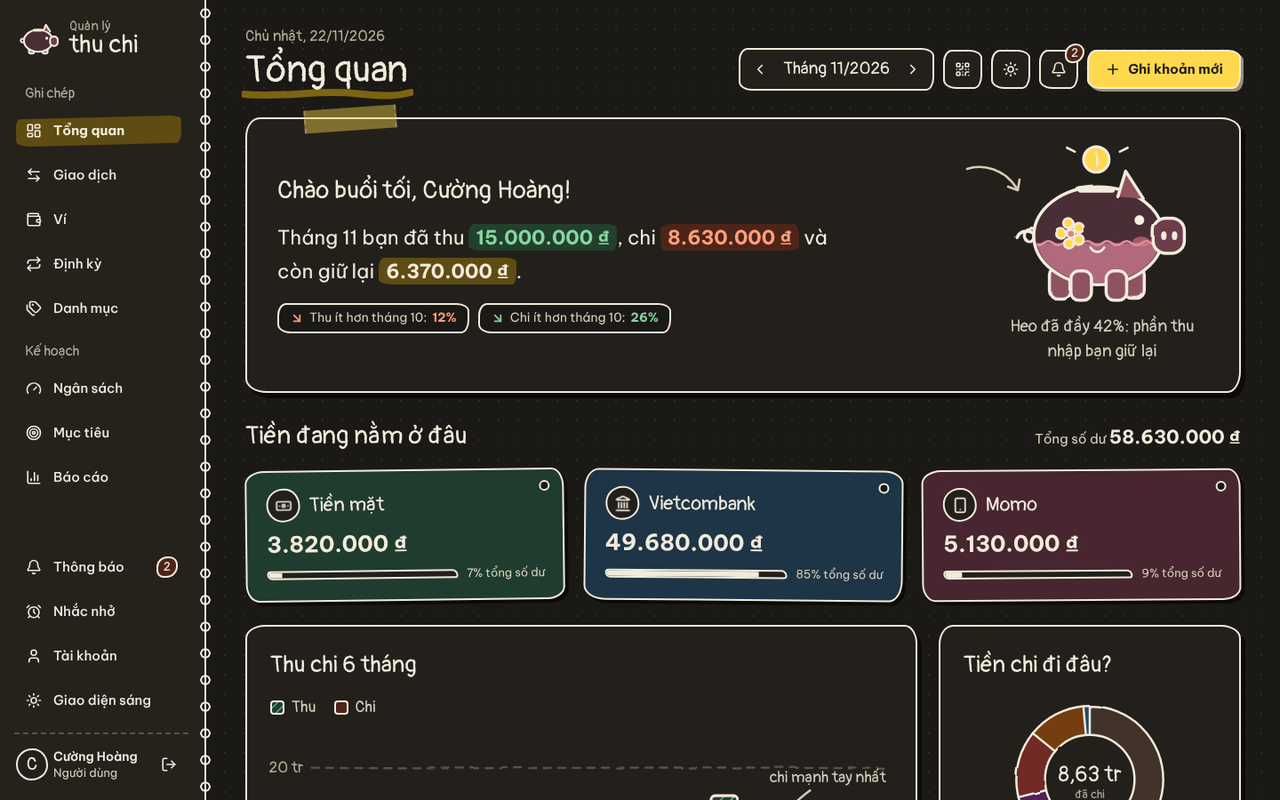 Quản lý
thu chi
Ghi chép
Tổng quan
Giao dịch
Ví
Định kỳ
Danh mục
Kế hoạch
Ngân sách
Mục tiêu
Báo cáo
Thông báo 2
Nhắc nhở
Tài khoản
Giao diện sáng
C
Cường Hoàng
Người dùng
Chủ nhật, 22/11/2026
Tổng quan
Tháng 11/2026
2
+ Ghi khoản mới
Chào buổi tối, Cường Hoàng!
Tháng 11 bạn đã thu 15.000.000 ₫, chi 8.630.000 ₫ và
còn giữ lại 6.370.000 ₫.
Thu ít hơn tháng 10: 12%
Chi ít hơn tháng 10: 26%
Heo đã đầy 42%: phần thu
nhập bạn giữ lại
Tiền đang nằm ở đâu
Tổng số dư 58.630.000 ₫
Tiền mặt
3.820.000 ₫
7% tổng số dư
Vietcombank
49.680.000 ₫
85% tổng số dư
Momo
5.130.000 ₫
9% tổng số dư
Thu chi 6 tháng
Thu
Chi
20 tr
chi mạnh tay nhất
Tiền chi đi đâu?
8,63 tr
đã chi